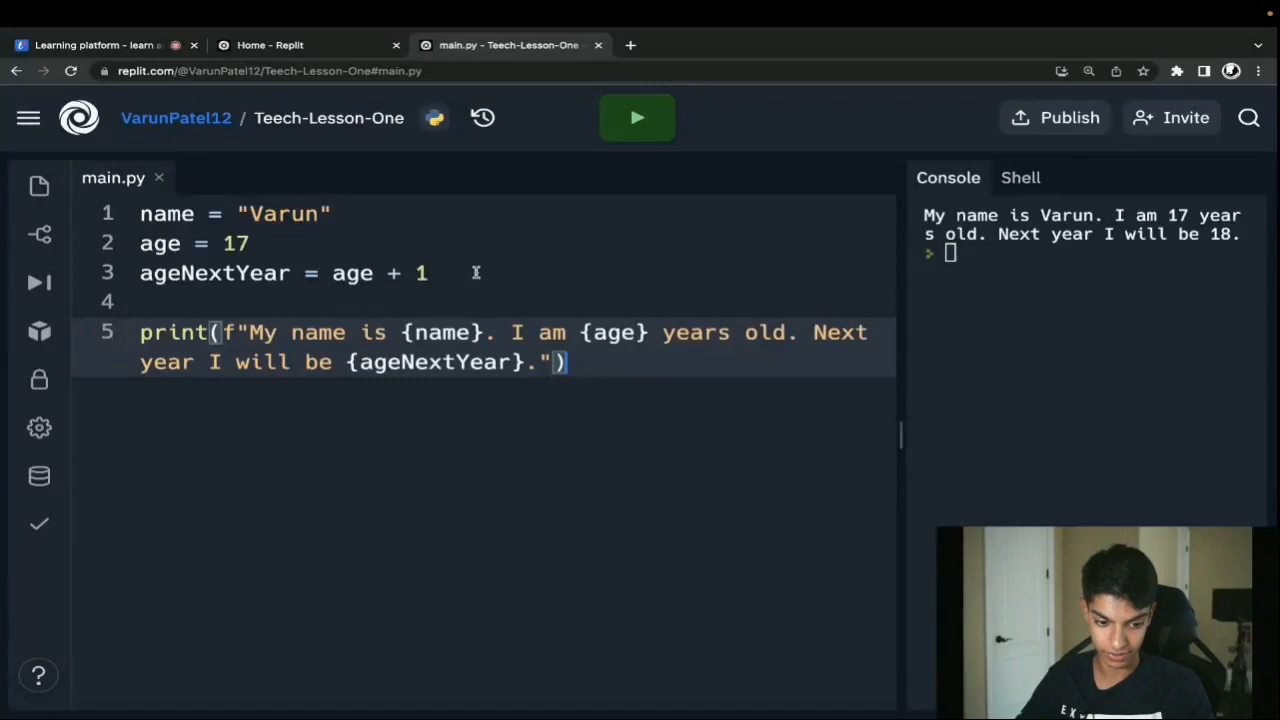 Learning platform - learn a
Home - Replit
main.py - Teech-Lesson-One
replit.com/@VarunPatel12/Teech-Lesson-One#main.py
VarunPatel12 / Teech-Lesson-One
Publish
Invite
main.py
Console
Shell
1 name = "Varun"
2 age = 17
3 ageNextYear = age + 1
4
5 print(f"My name is {name}. I am {age} years old. Next
year I will be {ageNextYear}.")
My name is Varun. I am 17 year
s old. Next year I will be 18.
>
?